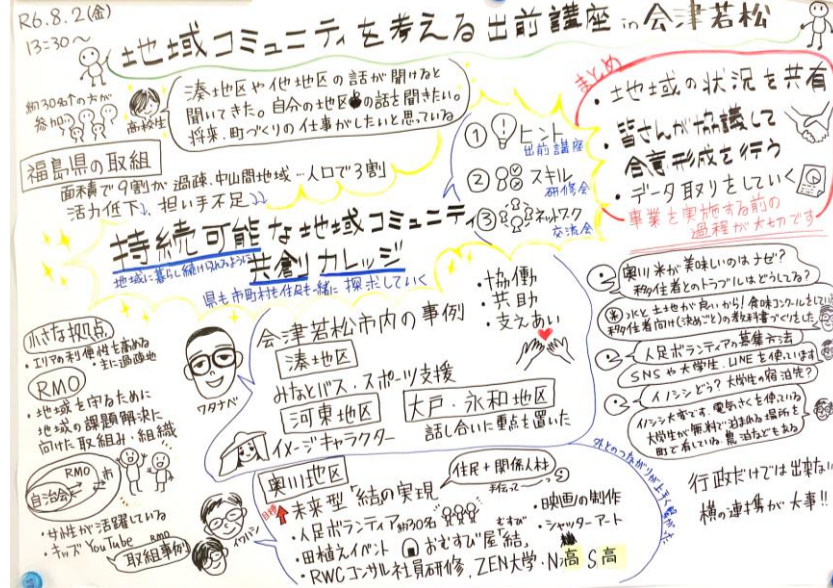 R6.8.2(金)
13:30〜
地域コミュニティを考える出前講座 in 会津若松
約30名↑の方が
参加
高校生
湊地区や他地区の話が聞けると
聞いてきた。自分の地区の話を聞きたい。
将来、町づくりの仕事がしたいと思っている
福島県の取組
面積で9割が過疎、中山間地域…人口で3割
活力低下、担い手不足
① ヒント
出前講座
② スキル
研修会
③ ネットワーク
交流会
持続可能な地域コミュニティ
地域に暮らし続けられるように
共創カレッジ
県も市町村も住民も一緒に探求していく
まとめ
・地域の状況を共有
・皆さんが協議して
合意形成を行う
・データ取りをしていく
事業を実施する前の
過程が大切です
小さな拠点
・エリアの利便性を高める
・主に過疎地
RMO
・地域を守るために
地域の課題解決に
向けた取組み・組織
RMO
自治会
市
・女性が活躍している
・キッズYouTube
RMO
取組事例
ワタナベ
会津若松市内の事例
・協働
・共助
・支えあい
湊地区
みなとバス・スポーツ支援
河東地区
イメージキャラクター
大戸・永和地区
話し合いに重点を置いた
奥川地区
目標
未来型「結の実現」
住民+関係人口
・人足ボランティア約30名
・田植えイベント
むすび
おむすび屋「結」
・RWCコンサル社員研修、ZEN大学・N高 S高
・映画の制作
・シャッターアート
奥川米が美味しいのはナゼ?
移住者とのトラブルはどうしてる?
水と土地が良いから!食味コンクールをしてい
移住者向け(決めごと)の教科書づくりをした
人足ボランティアの募集方法
SNSや大学生、LINEを使っています
イノシシどう?大学生の宿泊先?
イノシシ大変です、電気さくを使っている
大学生が無料で泊まれる場所を
町で有している 農泊などもある
外とのつながりが上手く繋がった
行政だけでは出来ない
横の連携が大事!!